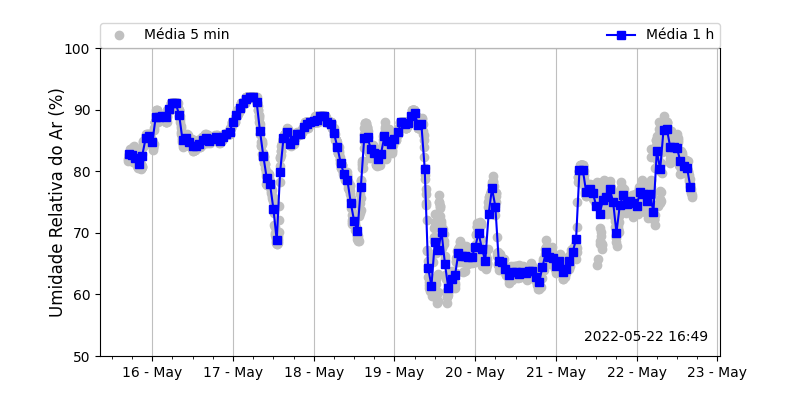 Média 5 min
Média 1 h
Umidade Relativa do Ar (%)
100
90
80
70
60
50
2022-05-22 16:49
16 - May
17 - May
18 - May
19 - May
20 - May
21 - May
22 - May
23 - May